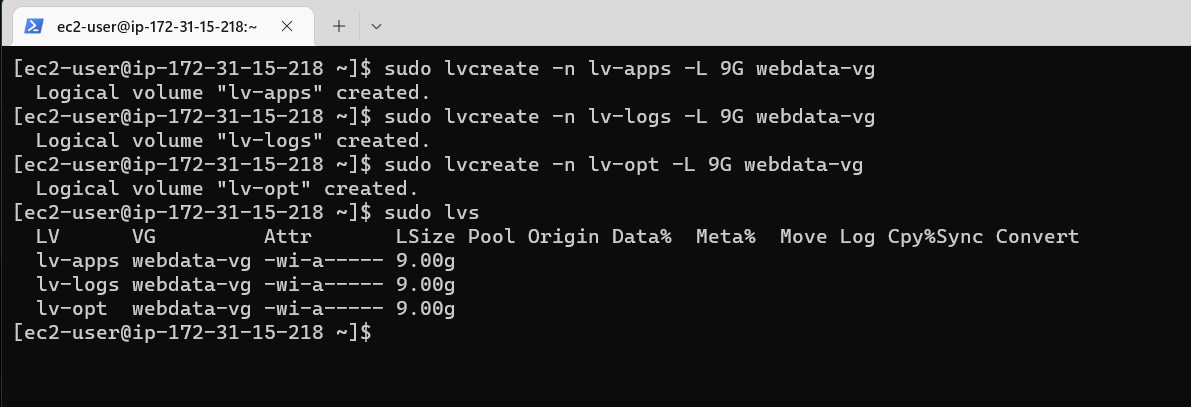 ec2-user@ip-172-31-15-218:~
[ec2-user@ip-172-31-15-218 ~]$ sudo lvcreate -n lv-apps -L 9G webdata-vg
  Logical volume "lv-apps" created.
[ec2-user@ip-172-31-15-218 ~]$ sudo lvcreate -n lv-logs -L 9G webdata-vg
  Logical volume "lv-logs" created.
[ec2-user@ip-172-31-15-218 ~]$ sudo lvcreate -n lv-opt -L 9G webdata-vg
  Logical volume "lv-opt" created.
[ec2-user@ip-172-31-15-218 ~]$ sudo lvs
  LV      VG         Attr       LSize Pool Origin Data%  Meta%  Move Log Cpy%Sync Convert
  lv-apps webdata-vg -wi-a----- 9.00g
  lv-logs webdata-vg -wi-a----- 9.00g
  lv-opt  webdata-vg -wi-a----- 9.00g
[ec2-user@ip-172-31-15-218 ~]$